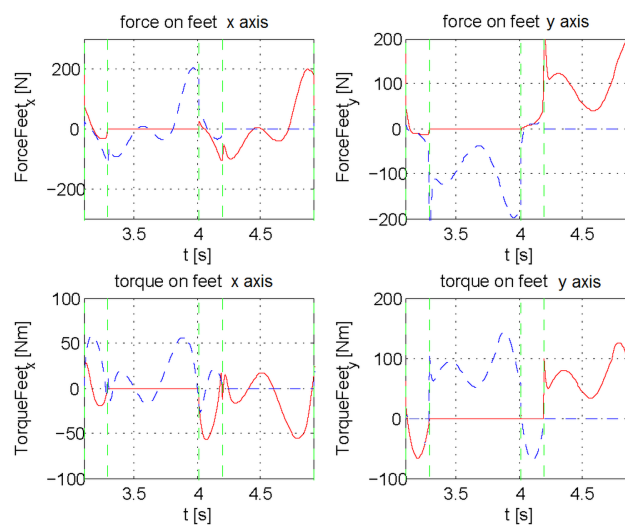 force on feet x axis
force on feet y axis
ForceFeet_x [N]
200
0
−200
3.5
4
4.5
t [s]
ForceFeet_y [N]
200
100
0
−100
−200
3.5
4
4.5
t [s]
torque on feet x axis
torque on feet y axis
TorqueFeet_x [Nm]
100
50
0
−50
−100
3.5
4
4.5
t [s]
TorqueFeet_y [Nm]
200
100
0
−100
3.5
4
4.5
t [s]